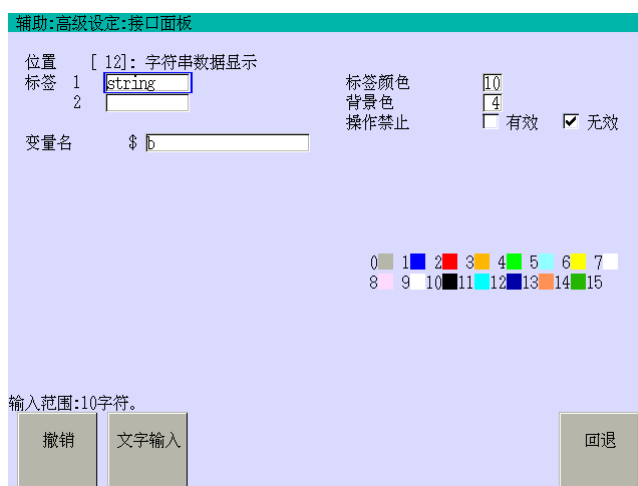 辅助:高级设定:接口面板
位置 [ 12]: 字符串数据显示
标签 1 string 标签颜色 10
2 背景色 4
操作禁止 有效 无效
变量名 $ b
0 1 2 3 4 5 6 7
8 9 10 11 12 13 14 15
输入范围:10字符。
撤销 文字输入 回退